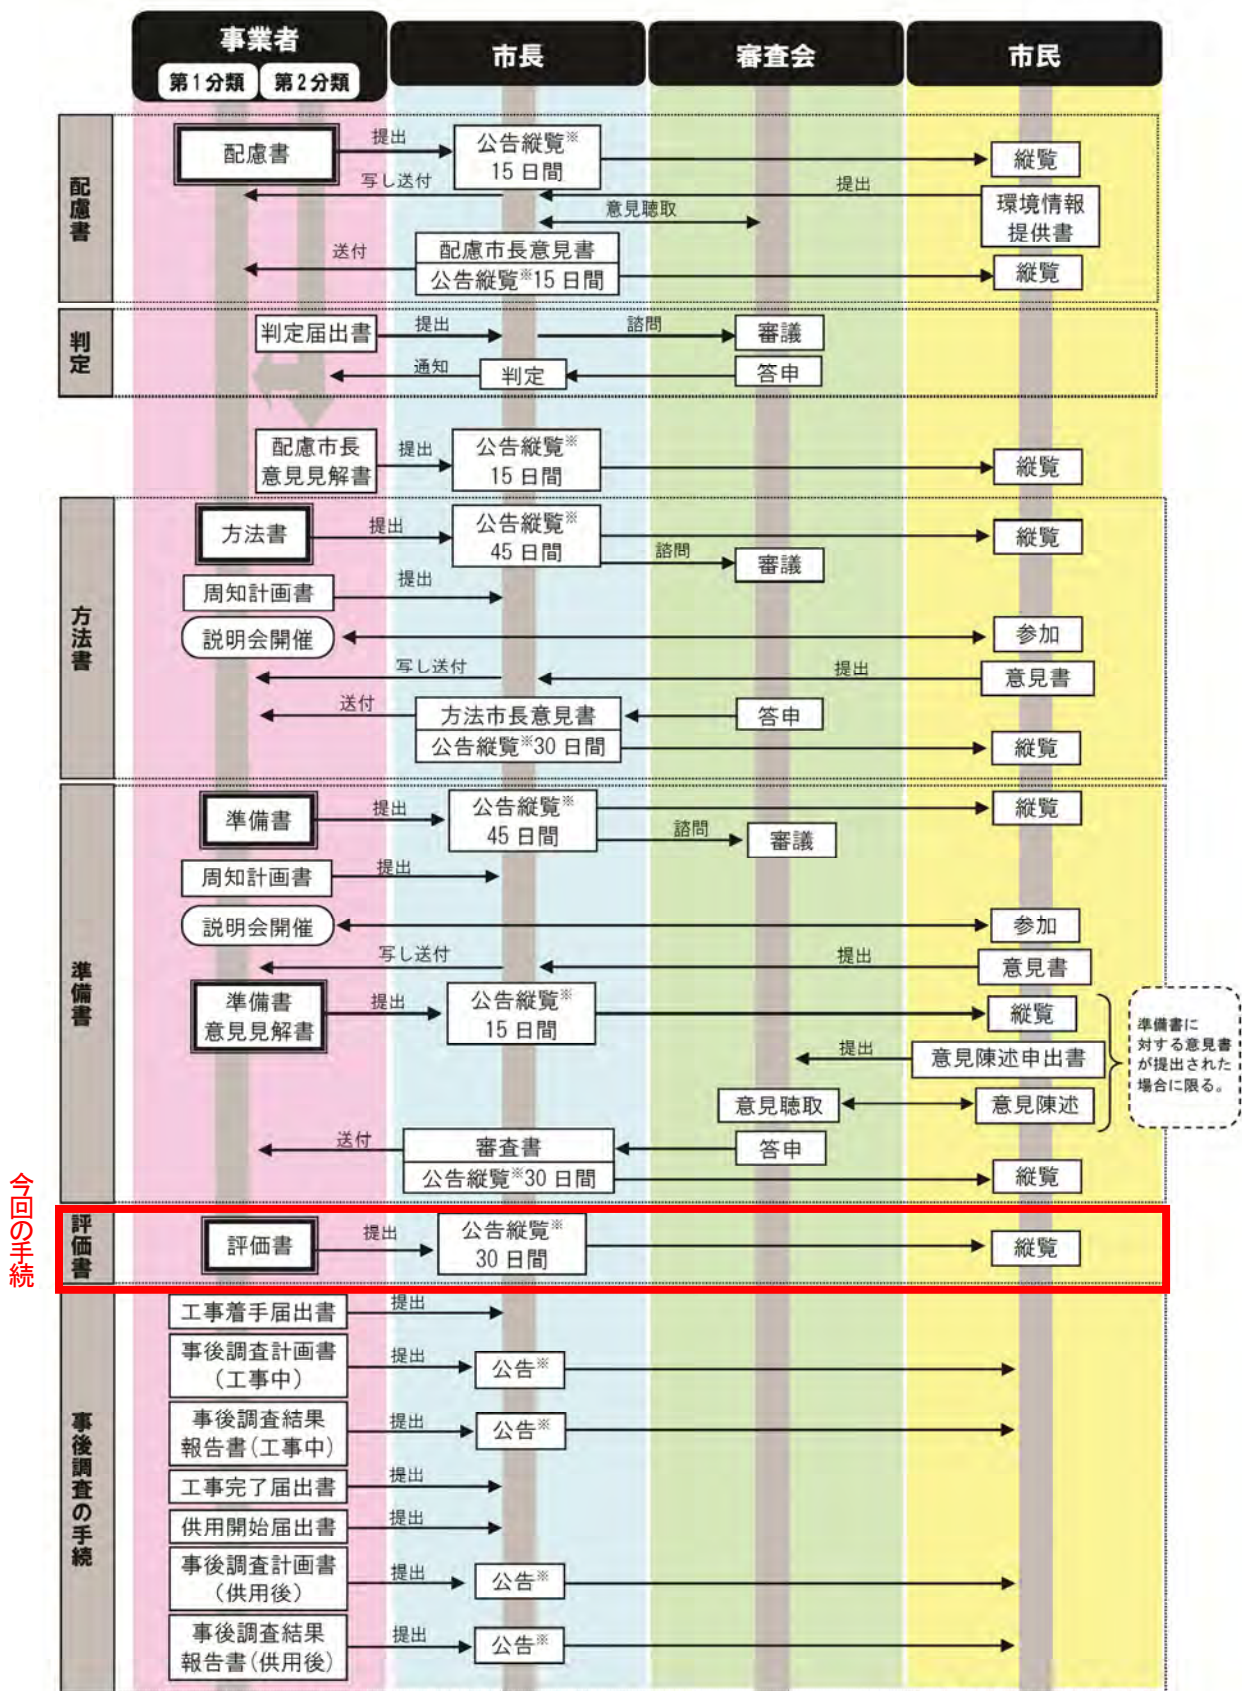 事業者
第1分類
第2分類
市長
審査会
市民
配慮書
配慮書
提出
公告縦覧※
15日間
縦覧
写し送付
提出
環境情報
提供書
意見聴取
送付
配慮市長意見書
公告縦覧※15日間
縦覧
判定
判定届出書
提出
諮問
審議
通知
判定
答申
配慮市長
意見見解書
提出
公告縦覧※
15日間
縦覧
方法書
方法書
提出
公告縦覧※
45日間
縦覧
諮問
審議
周知計画書
提出
説明会開催
参加
写し送付
提出
意見書
送付
方法市長意見書
公告縦覧※30日間
答申
縦覧
準備書
準備書
提出
公告縦覧※
45日間
縦覧
諮問
審議
周知計画書
提出
説明会開催
参加
写し送付
提出
意見書
準備書
意見見解書
提出
公告縦覧※
15日間
縦覧
提出
意見陳述申出書
意見聴取
意見陳述
準備書に
対する意見書
が提出された
場合に限る。
送付
審査書
公告縦覧※30日間
答申
縦覧
今回の手続
評価書
評価書
提出
公告縦覧※
30日間
縦覧
事後調査の手続
工事着手届出書
提出
事後調査計画書
(工事中)
提出
公告※
事後調査結果
報告書(工事中)
提出
公告※
工事完了届出書
提出
供用開始届出書
提出
事後調査計画書
(供用後)
提出
公告※
事後調査結果
報告書(供用後)
提出
公告※